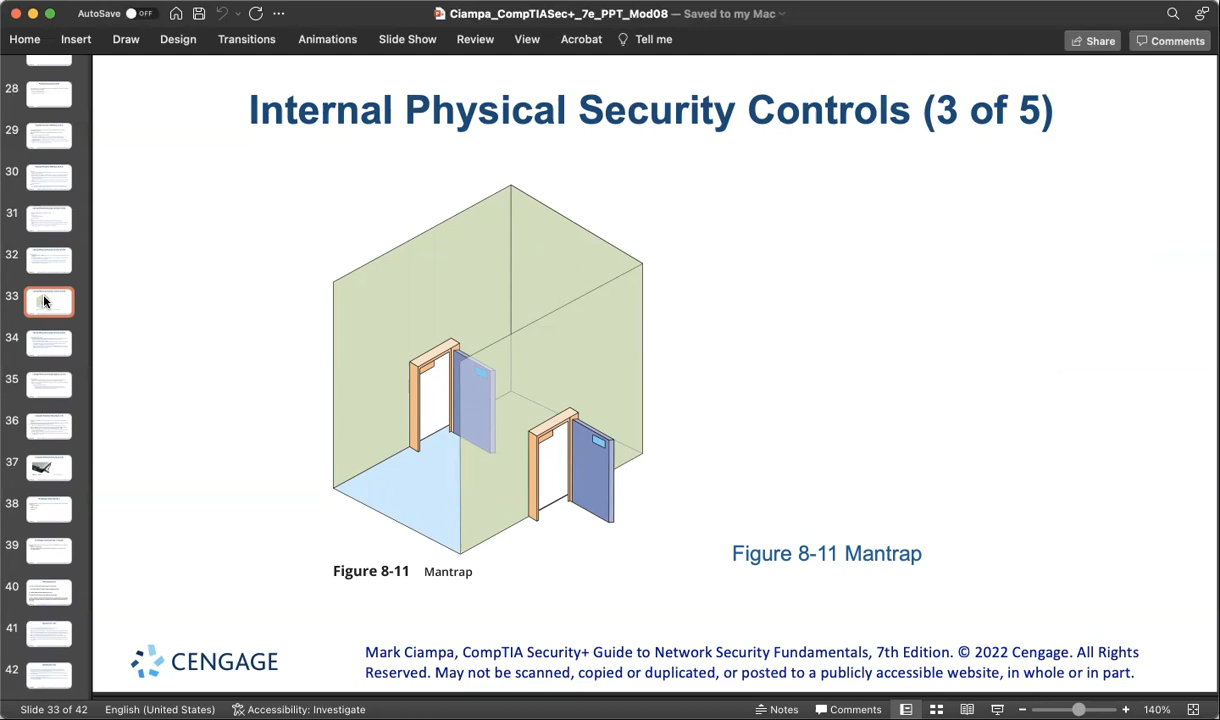 AutoSave OFF
Ciampa_CompTIASec+_7e_PPT_Mod08 — Saved to my Mac
Home Insert Draw Design Transitions Animations Slide Show Review View Acrobat Tell me
Share Comments
28
29
30
31
32
33
34
35
36
37
38
39
40
41
42
Internal Physical Security Controls (3 of 5)
Figure 8-11 Mantrap
Figure 8-11 Mantrap
CENGAGE
Mark Ciampa, CompTIA Security+ Guide to Network Security Fundamentals, 7th Edition. © 2022 Cengage. All Rights
Reserved. May not be scanned, copied or duplicated, or posted to a publicly accessible website, in whole or in part.
Slide 33 of 42 English (United States) Accessibility: Investigate Notes Comments 140%